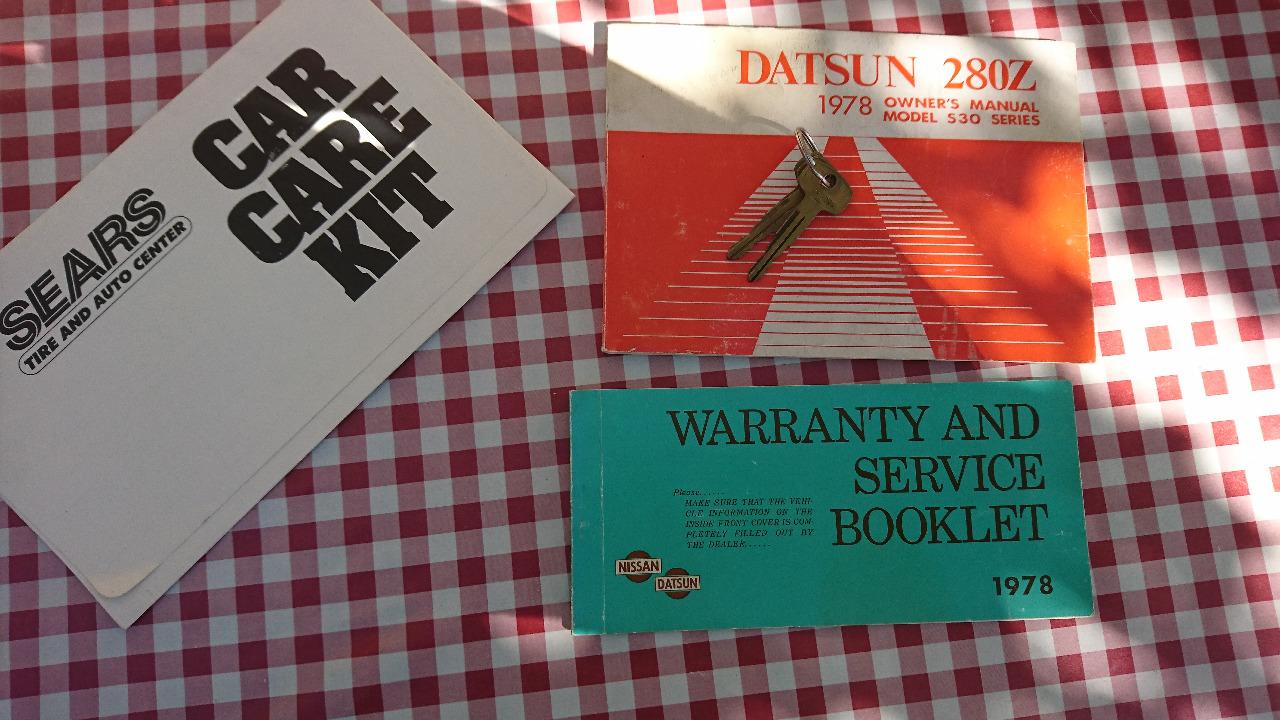 CAR
CARE
KIT
SEARS
TIRE AND AUTO CENTER
DATSUN 280Z
1978 OWNER'S MANUAL
MODEL S30 SERIES
WARRANTY AND
SERVICE
BOOKLET
Please......
MAKE SURE THAT THE VEHI-
CLE INFORMATION ON THE
INSIDE FRONT COVER IS COM-
PLETELY FILLED OUT BY
THE DEALER......
NISSAN
DATSUN
1978